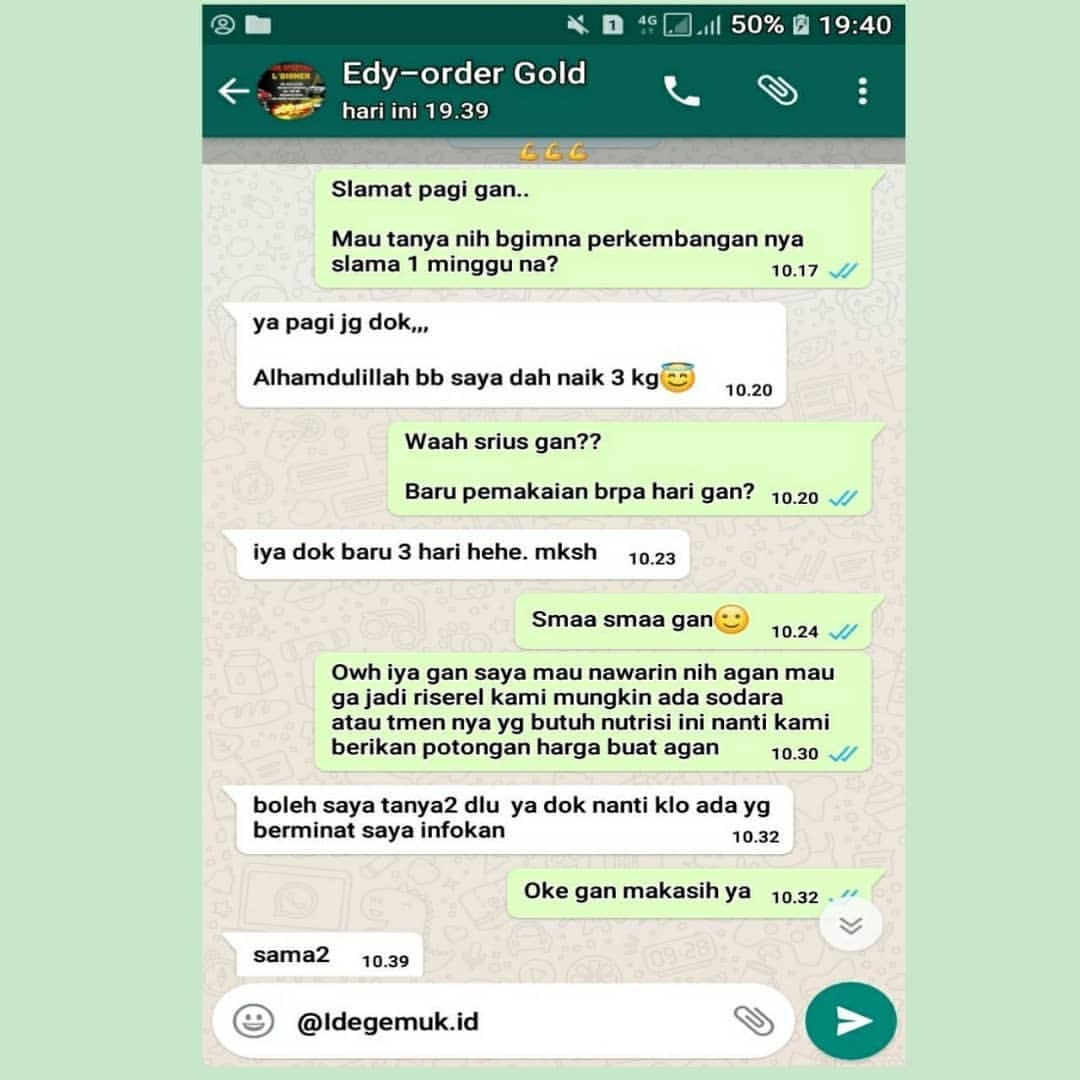 1 4G 50% 19:40
Edy-order Gold
hari ini 19.39
Slamat pagi gan..
Mau tanya nih bgimna perkembangan nya
slama 1 minggu na?
10.17
ya pagi jg dok,,,
Alhamdulillah bb saya dah naik 3 kg😇
10.20
Waah srius gan??
Baru pemakaian brpa hari gan?
10.20
iya dok baru 3 hari hehe. mksh
10.23
Smaa smaa gan🙂
10.24
Owh iya gan saya mau nawarin nih agan mau
ga jadi riserel kami mungkin ada sodara
atau tmen nya yg butuh nutrisi ini nanti kami
berikan potongan harga buat agan
10.30
boleh saya tanya2 dlu ya dok nanti klo ada yg
berminat saya infokan
10.32
Oke gan makasih ya
10.32
sama2
10.39
@Idegemuk.id